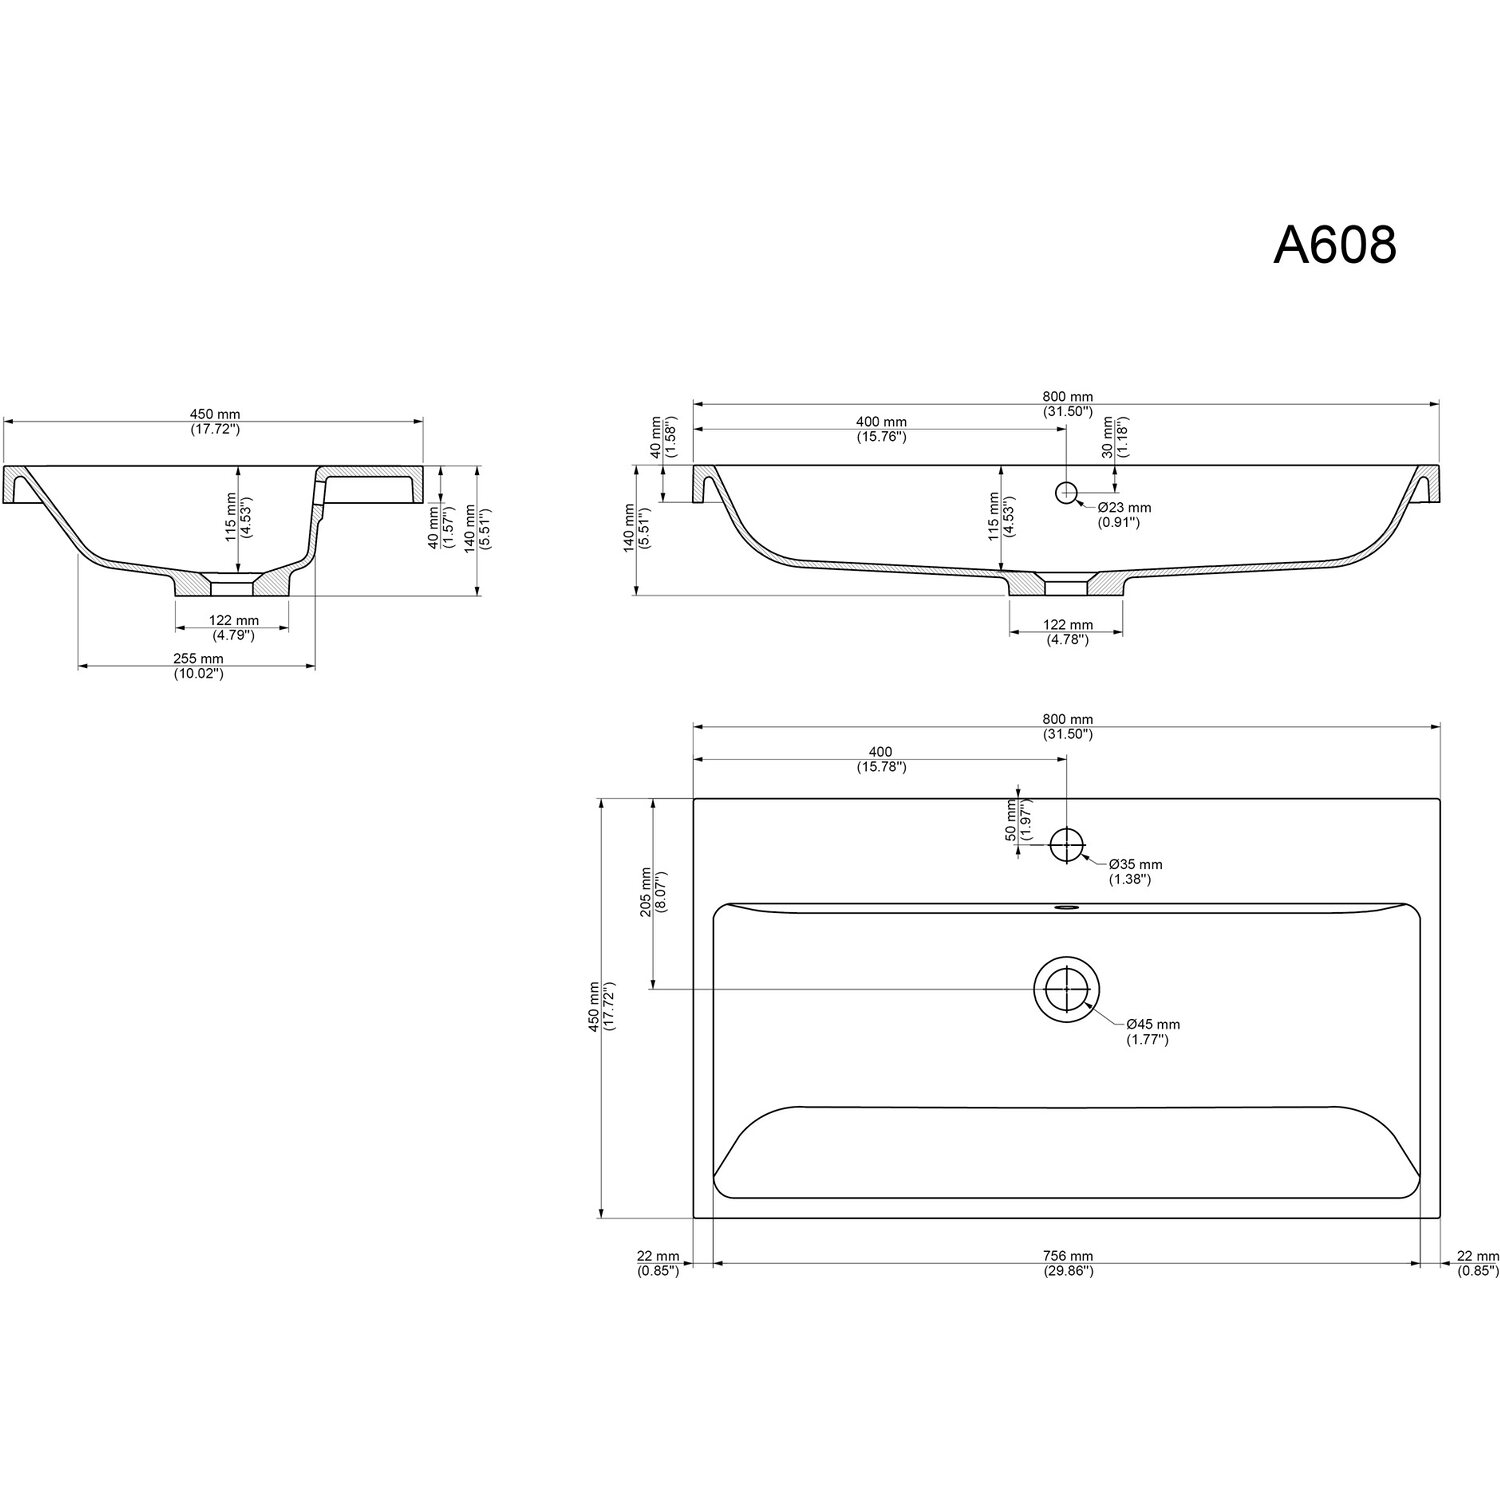 A608
450 mm
(17.72")
115 mm
(4.53")
40 mm
(1.57")
140 mm
(5.51")
122 mm
(4.79")
255 mm
(10.02")
800 mm
(31.50")
400 mm
(15.76")
40 mm
(1.58")
30 mm
(1.18")
140 mm
(5.51")
115 mm
(4.53")
Ø23 mm
(0.91")
122 mm
(4.78")
800 mm
(31.50")
400
(15.78")
50 mm
(1.97")
Ø35 mm
(1.38")
205 mm
(8.07")
450 mm
(17.72")
Ø45 mm
(1.77")
22 mm
(0.85")
756 mm
(29.86")
22 mm
(0.85")